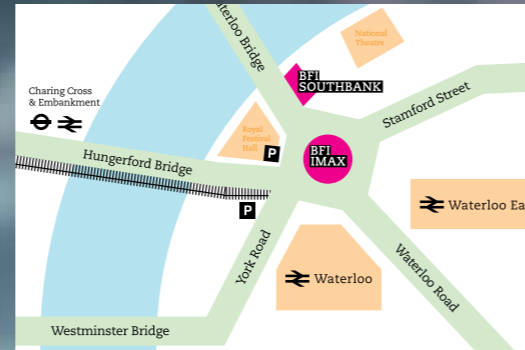 Waterloo Bridge
National
Theatre
BFI
SOUTHBANK
Charing Cross
& Embankment
Stamford Street
Royal
Festival
Hall
P
BFI
IMAX
Hungerford Bridge
P
Waterloo Ea
York Road
Waterloo
Waterloo Road
Westminster Bridge